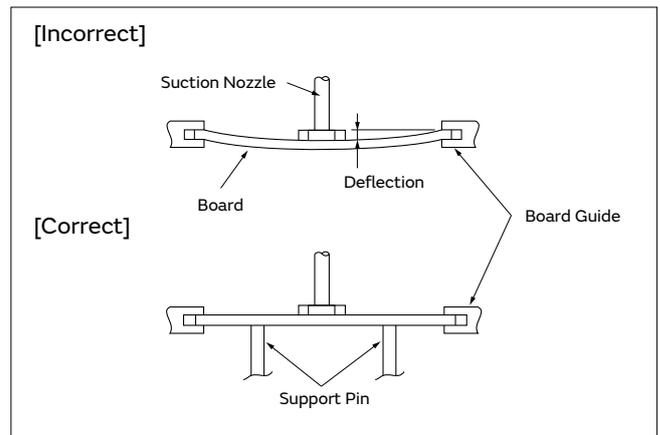 [Incorrect]
Suction Nozzle
Deflection
Board
[Correct]
Board Guide
Support Pin